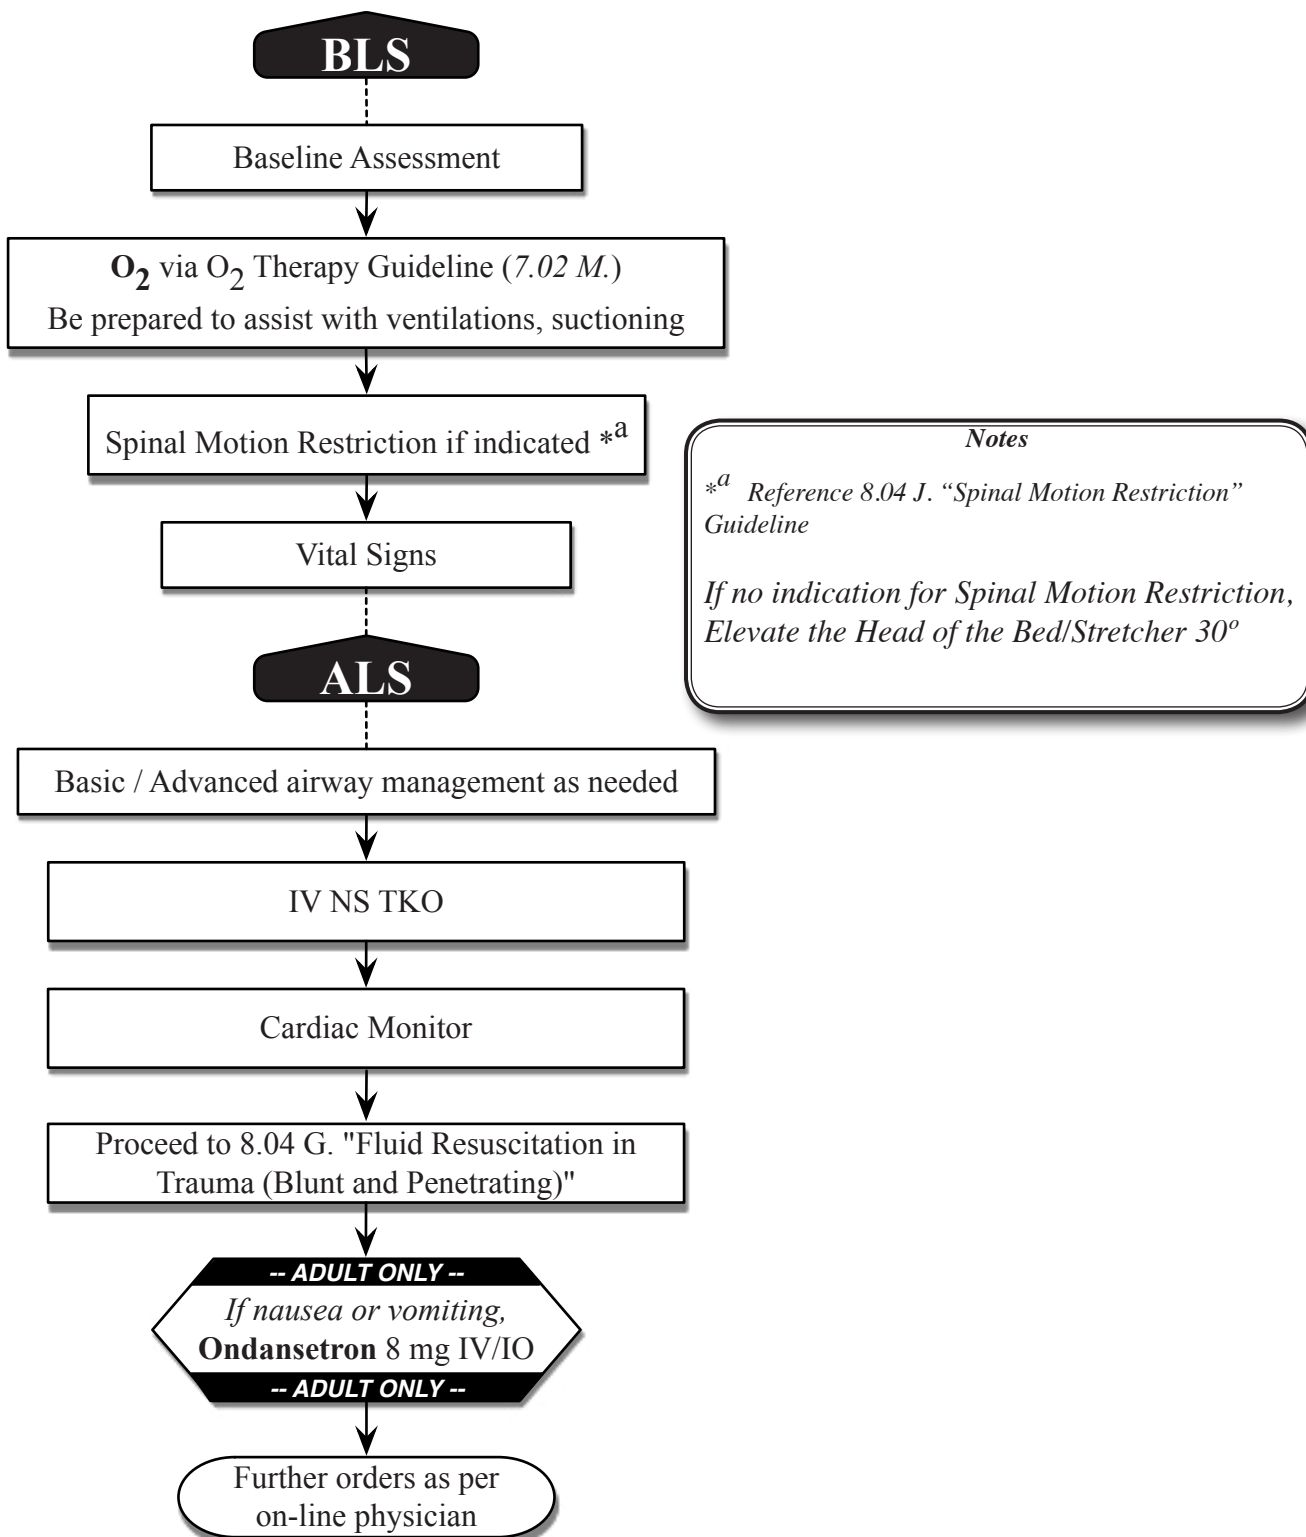 BLS
Baseline Assessment
O2 via O2 Therapy Guideline (7.02 M.)
Be prepared to assist with ventilations, suctioning
Spinal Motion Restriction if indicated *a
Vital Signs
Notes
*a Reference 8.04 J. “Spinal Motion Restriction”
Guideline
If no indication for Spinal Motion Restriction,
Elevate the Head of the Bed/Stretcher 30º
ALS
Basic / Advanced airway management as needed
IV NS TKO
Cardiac Monitor
Proceed to 8.04 G. "Fluid Resuscitation in
Trauma (Blunt and Penetrating)"
-- ADULT ONLY --
If nausea or vomiting,
Ondansetron 8 mg IV/IO
-- ADULT ONLY --
Further orders as per
on-line physician